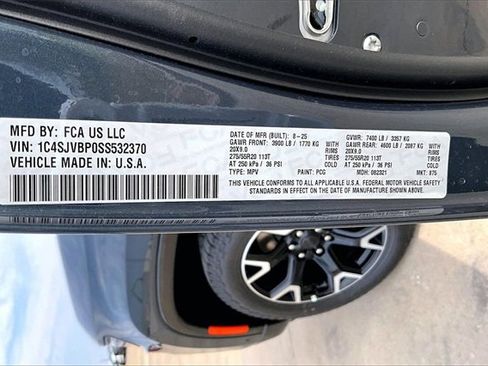 MFD BY: FCA US LLC
VIN: 1C4SJVBP0SS532370
VEHICLE MADE IN U.S.A.
DATE OF MFR (BUILT): 8-25
GVWR: 7400 LB / 3357 KG
GAWR FRONT: 3900 LB / 1770 KG
GAWR REAR: 4600 LB / 2087 KG
20X9.0 RIMS
20X9.0 RIMS
275/55R20 113T TIRES
275/55R20 113T TIRES
AT 250 kPa / 36 PSI COLD
AT 250 kPa / 36 PSI COLD
TYPE: MPV PAINT: PCG MDH: 082321 MKT: 875
THIS VEHICLE CONFORMS TO ALL APPLICABLE U.S.A. FEDERAL MOTOR VEHICLE SAFETY
STANDARDS IN EFFECT ON THE DATE OF MANUFACTURE SHOWN ABOVE.